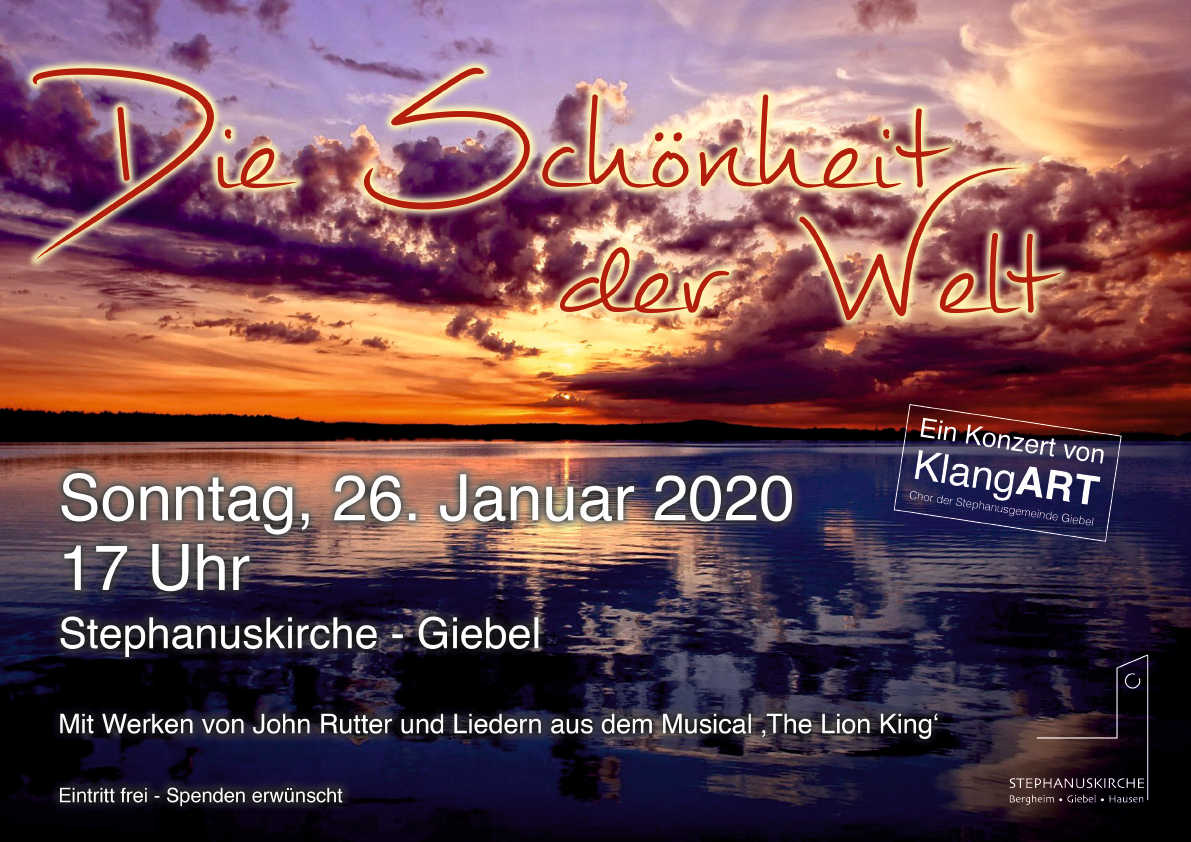 Die Schönheit
der Welt
Ein Konzert von
KlangART
Chor der Stephanusgemeinde Giebel
Sonntag, 26. Januar 2020
17 Uhr
Stephanuskirche - Giebel
Mit Werken von John Rutter und Liedern aus dem Musical ‚The Lion King‘
Eintritt frei - Spenden erwünscht
STEPHANUSKIRCHE
Bergheim • Giebel • Hausen